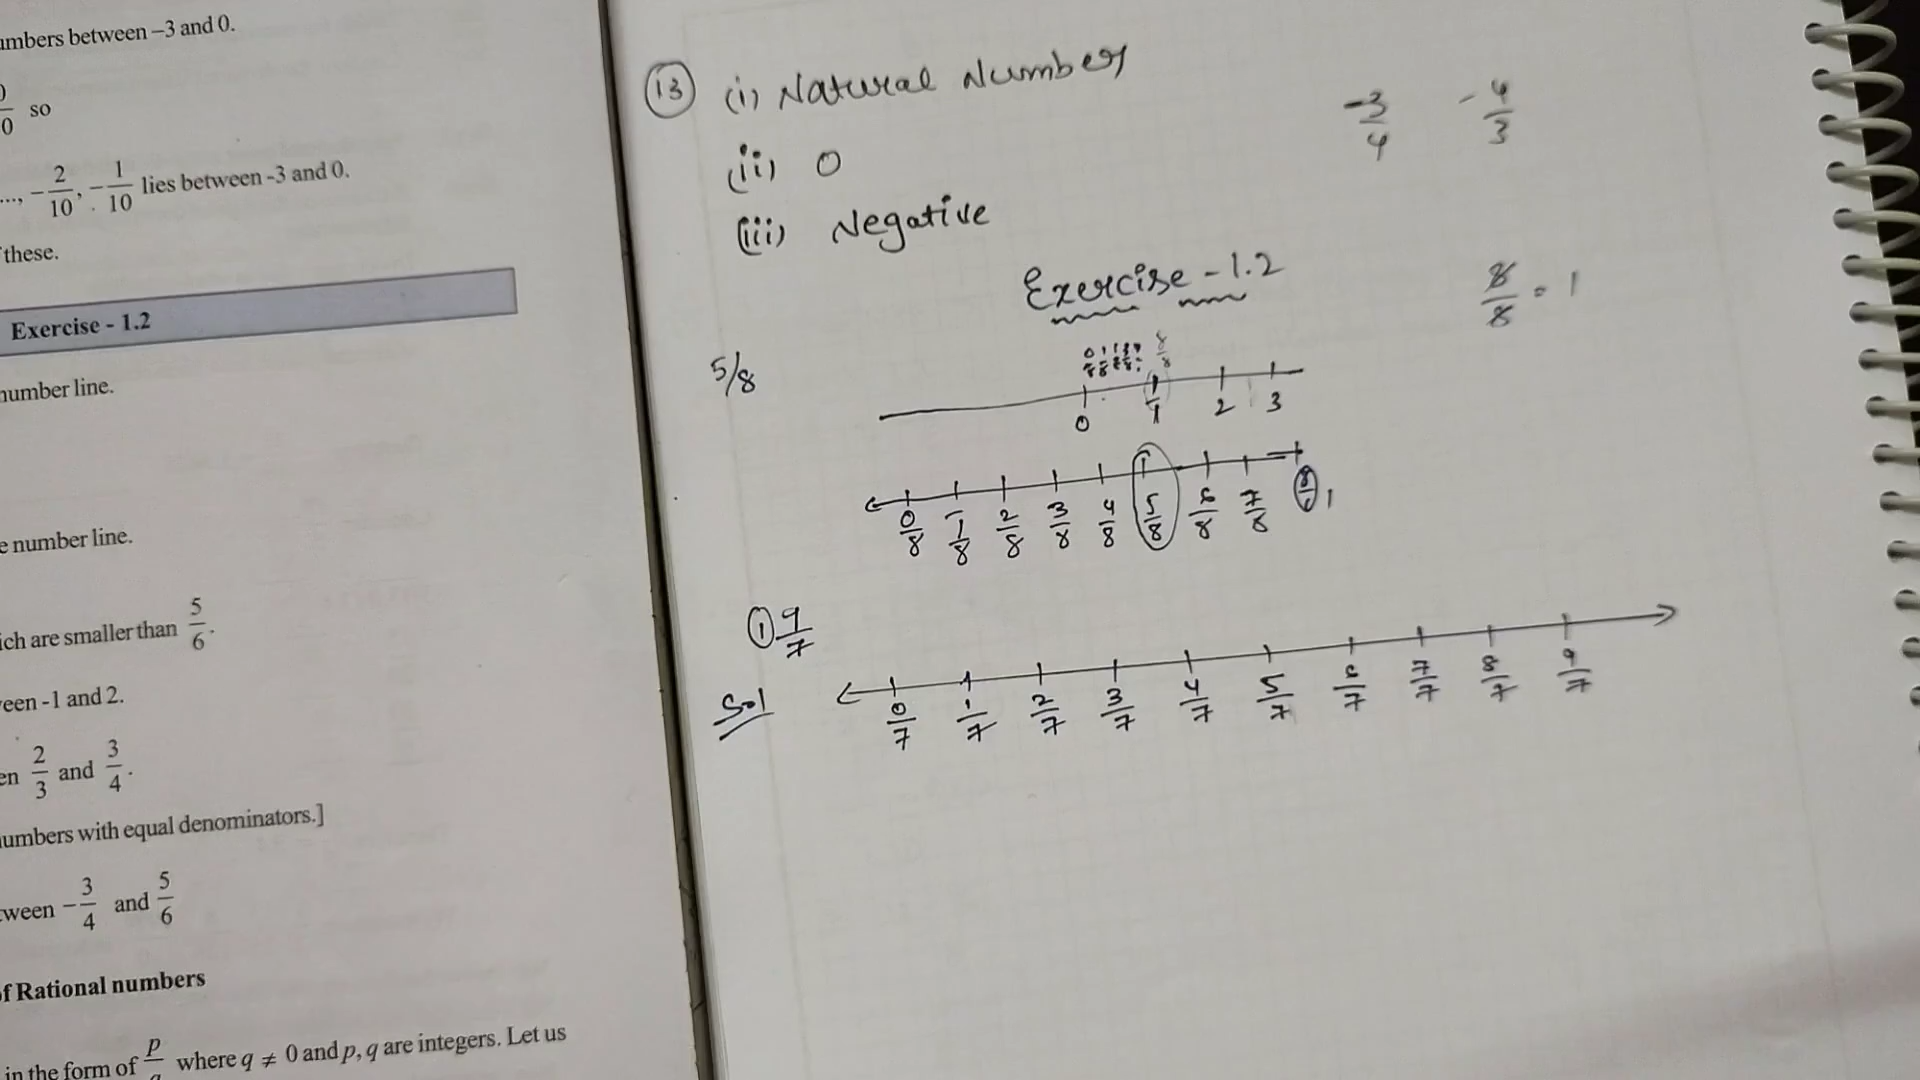 umbers between –3 and 0.
so
..., -2/10, -1/10 lies between -3 and 0.
these.
Exercise - 1.2
number line.
e number line.
ich are smaller than 5/6.
een -1 and 2.
en 2/3 and 3/4.
umbers with equal denominators.]
tween -3/4 and 5/6
f Rational numbers
in the form of p/q where q ≠ 0 and p, q are integers. Let us
13 (i) Natural Number
-3/4 -4/3
(ii) 0
(iii) Negative
Exercise - 1.2
8/8 = 1
5/8
0 1 2 3
0/8 1/8 2/8 3/8 4/8 5/8 6/8 7/8 1
1 9/7
Sol
0/7 1/7 2/7 3/7 4/7 5/7 6/7 7/7 8/7 9/7